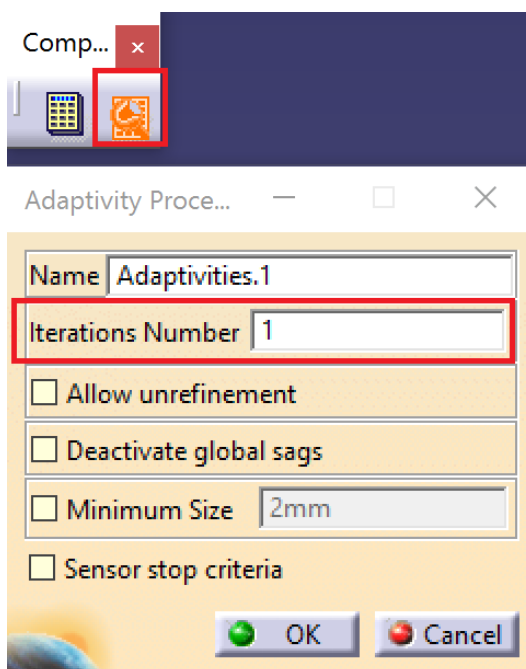 Comp...
Adaptivity Proce...
Name Adaptivities.1
Iterations Number 1
Allow unrefinement
Deactivate global sags
Minimum Size 2mm
Sensor stop criteria
OK Cancel